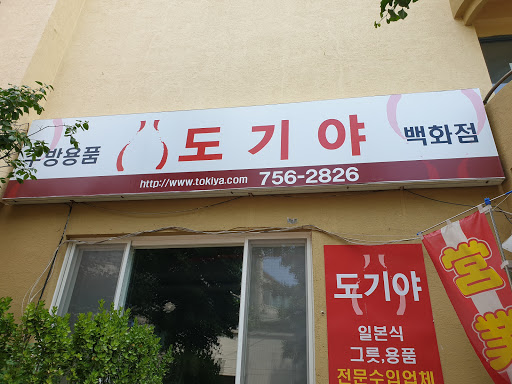 주방용품 도기야 백화점
http://www.tokiya.com 756-2826
도기야
일본식
그릇,용품
전문수입업체
営業